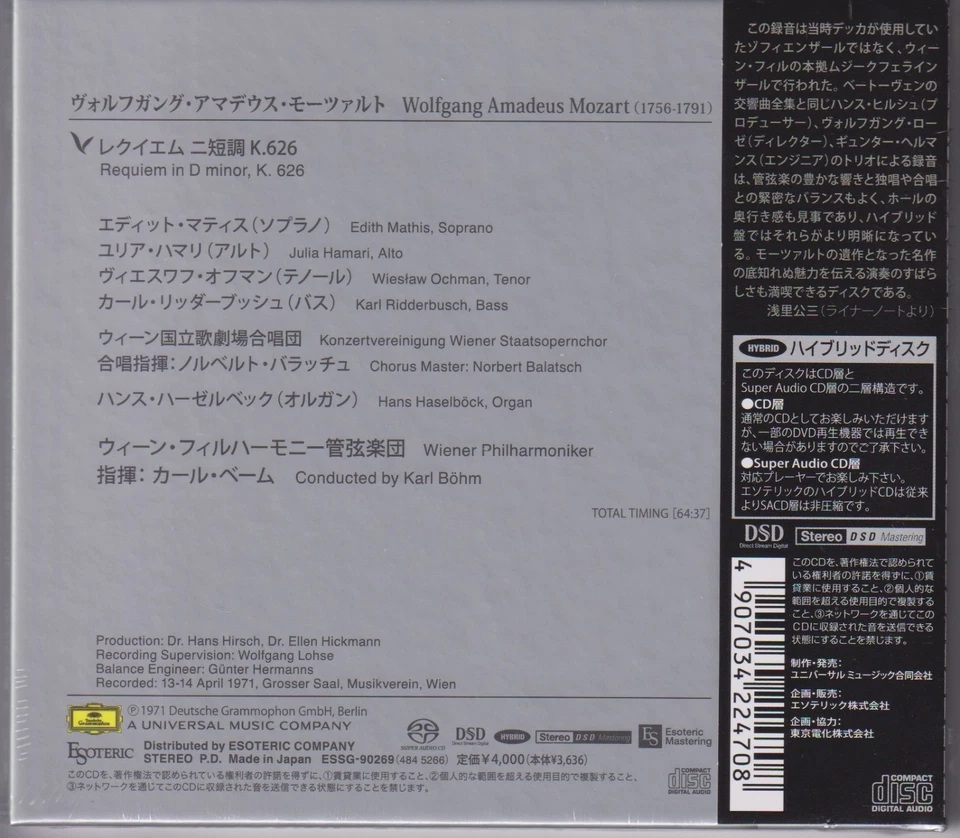 ヴォルフガング・アマデウス・モーツァルト Wolfgang Amadeus Mozart (1756-1791)
レクイエム ニ短調 K.626
Requiem in D minor, K. 626
エディット・マティス(ソプラノ) Edith Mathis, Soprano
ユリア・ハマリ(アルト) Julia Hamari, Alto
ヴィエスワフ・オフマン(テノール) Wiesław Ochman, Tenor
カール・リッダーブッシュ(バス) Karl Ridderbusch, Bass
ウィーン国立歌劇場合唱団 Konzertvereinigung Wiener Staatsopernchor
合唱指揮:ノルベルト・バラッチュ Chorus Master: Norbert Balatsch
ハンス・ハーゼルベック(オルガン) Hans Haselböck, Organ
ウィーン・フィルハーモニー管弦楽団 Wiener Philharmoniker
指揮: カール・ベーム Conducted by Karl Böhm
TOTAL TIMING [64:37]
Production: Dr. Hans Hirsch, Dr. Ellen Hickmann
Recording Supervision: Wolfgang Lohse
Balance Engineer: Günter Hermanns
Recorded: 13-14 April 1971, Grosser Saal, Musikverein, Wien
Deutsche Grammophon
Ⓟ 1971 Deutsche Grammophon GmbH, Berlin
A UNIVERSAL MUSIC COMPANY
SUPER AUDIO CD
DSD
Direct Stream Digital
HYBRID
Stereo DSD Mastering
ES Esoteric Mastering
ESOTERIC
Distributed by ESOTERIC COMPANY
STEREO P.D. Made in Japan ESSG-90269 (484 5266) 定価¥4,000(本体¥3,636)
このCDを、著作権法で認められている権利者の許諾を得ずに、①賃貸業に使用すること、②個人的な範囲を超える使用目的で複製すること、
③ネットワークを通じてこのCDに収録された音を送信できる状態にすることを禁じます。
COMPACT
disc
DIGITAL AUDIO
この録音は当時デッカが使用してい
たゾフィエンザールではなく、ウィー
ン・フィルの本拠ムジークフェライン
ザールで行われた。ベートーヴェンの
交響曲全集と同じハンス・ヒルシュ(プ
ロデューサー)、ヴォルフガング・ロー
ゼ(ディレクター)、ギュンター・ヘルマ
ンス(エンジニア)のトリオによる録音
は、管弦楽の豊かな響きと独唱や合唱
との緊密なバランスもよく、ホールの
奥行き感も見事であり、ハイブリッド
盤ではそれらがより明晰になってい
る。モーツァルトの遺作となった名作
の底知れぬ魅力を伝える演奏のすばら
しさも満喫できるディスクである。
浅里公三(ライナーノートより)
HYBRID ハイブリッドディスク
このディスクはCD層と
Super Audio CD層の二層構造です。
●CD層
通常のCDとしてお楽しみいただけます
が、一部のDVD再生機器では再生でき
ない場合がありますのでご了承下さい。
●Super Audio CD層
対応プレーヤーでお楽しみ下さい。
エソテリックのハイブリッドCDは従来
よりSACD層は非圧縮です。
DSD
Direct Stream Digital
Stereo DSD Mastering
4 907034 224708
このCDを、著作権法で認められて
いる権利者の許諾を得ずに、①賃
貸業に使用すること、②個人的な
範囲を超える使用目的で複製する
こと、③ネットワークを通じてこの
CDに収録された音を送信できる
状態にすることを禁じます。
制作・発売:
ユニバーサル ミュージック合同会社
企画・販売:
エソテリック株式会社
企画・協力:
東京電化株式会社
COMPACT
disc
DIGITAL AUDIO